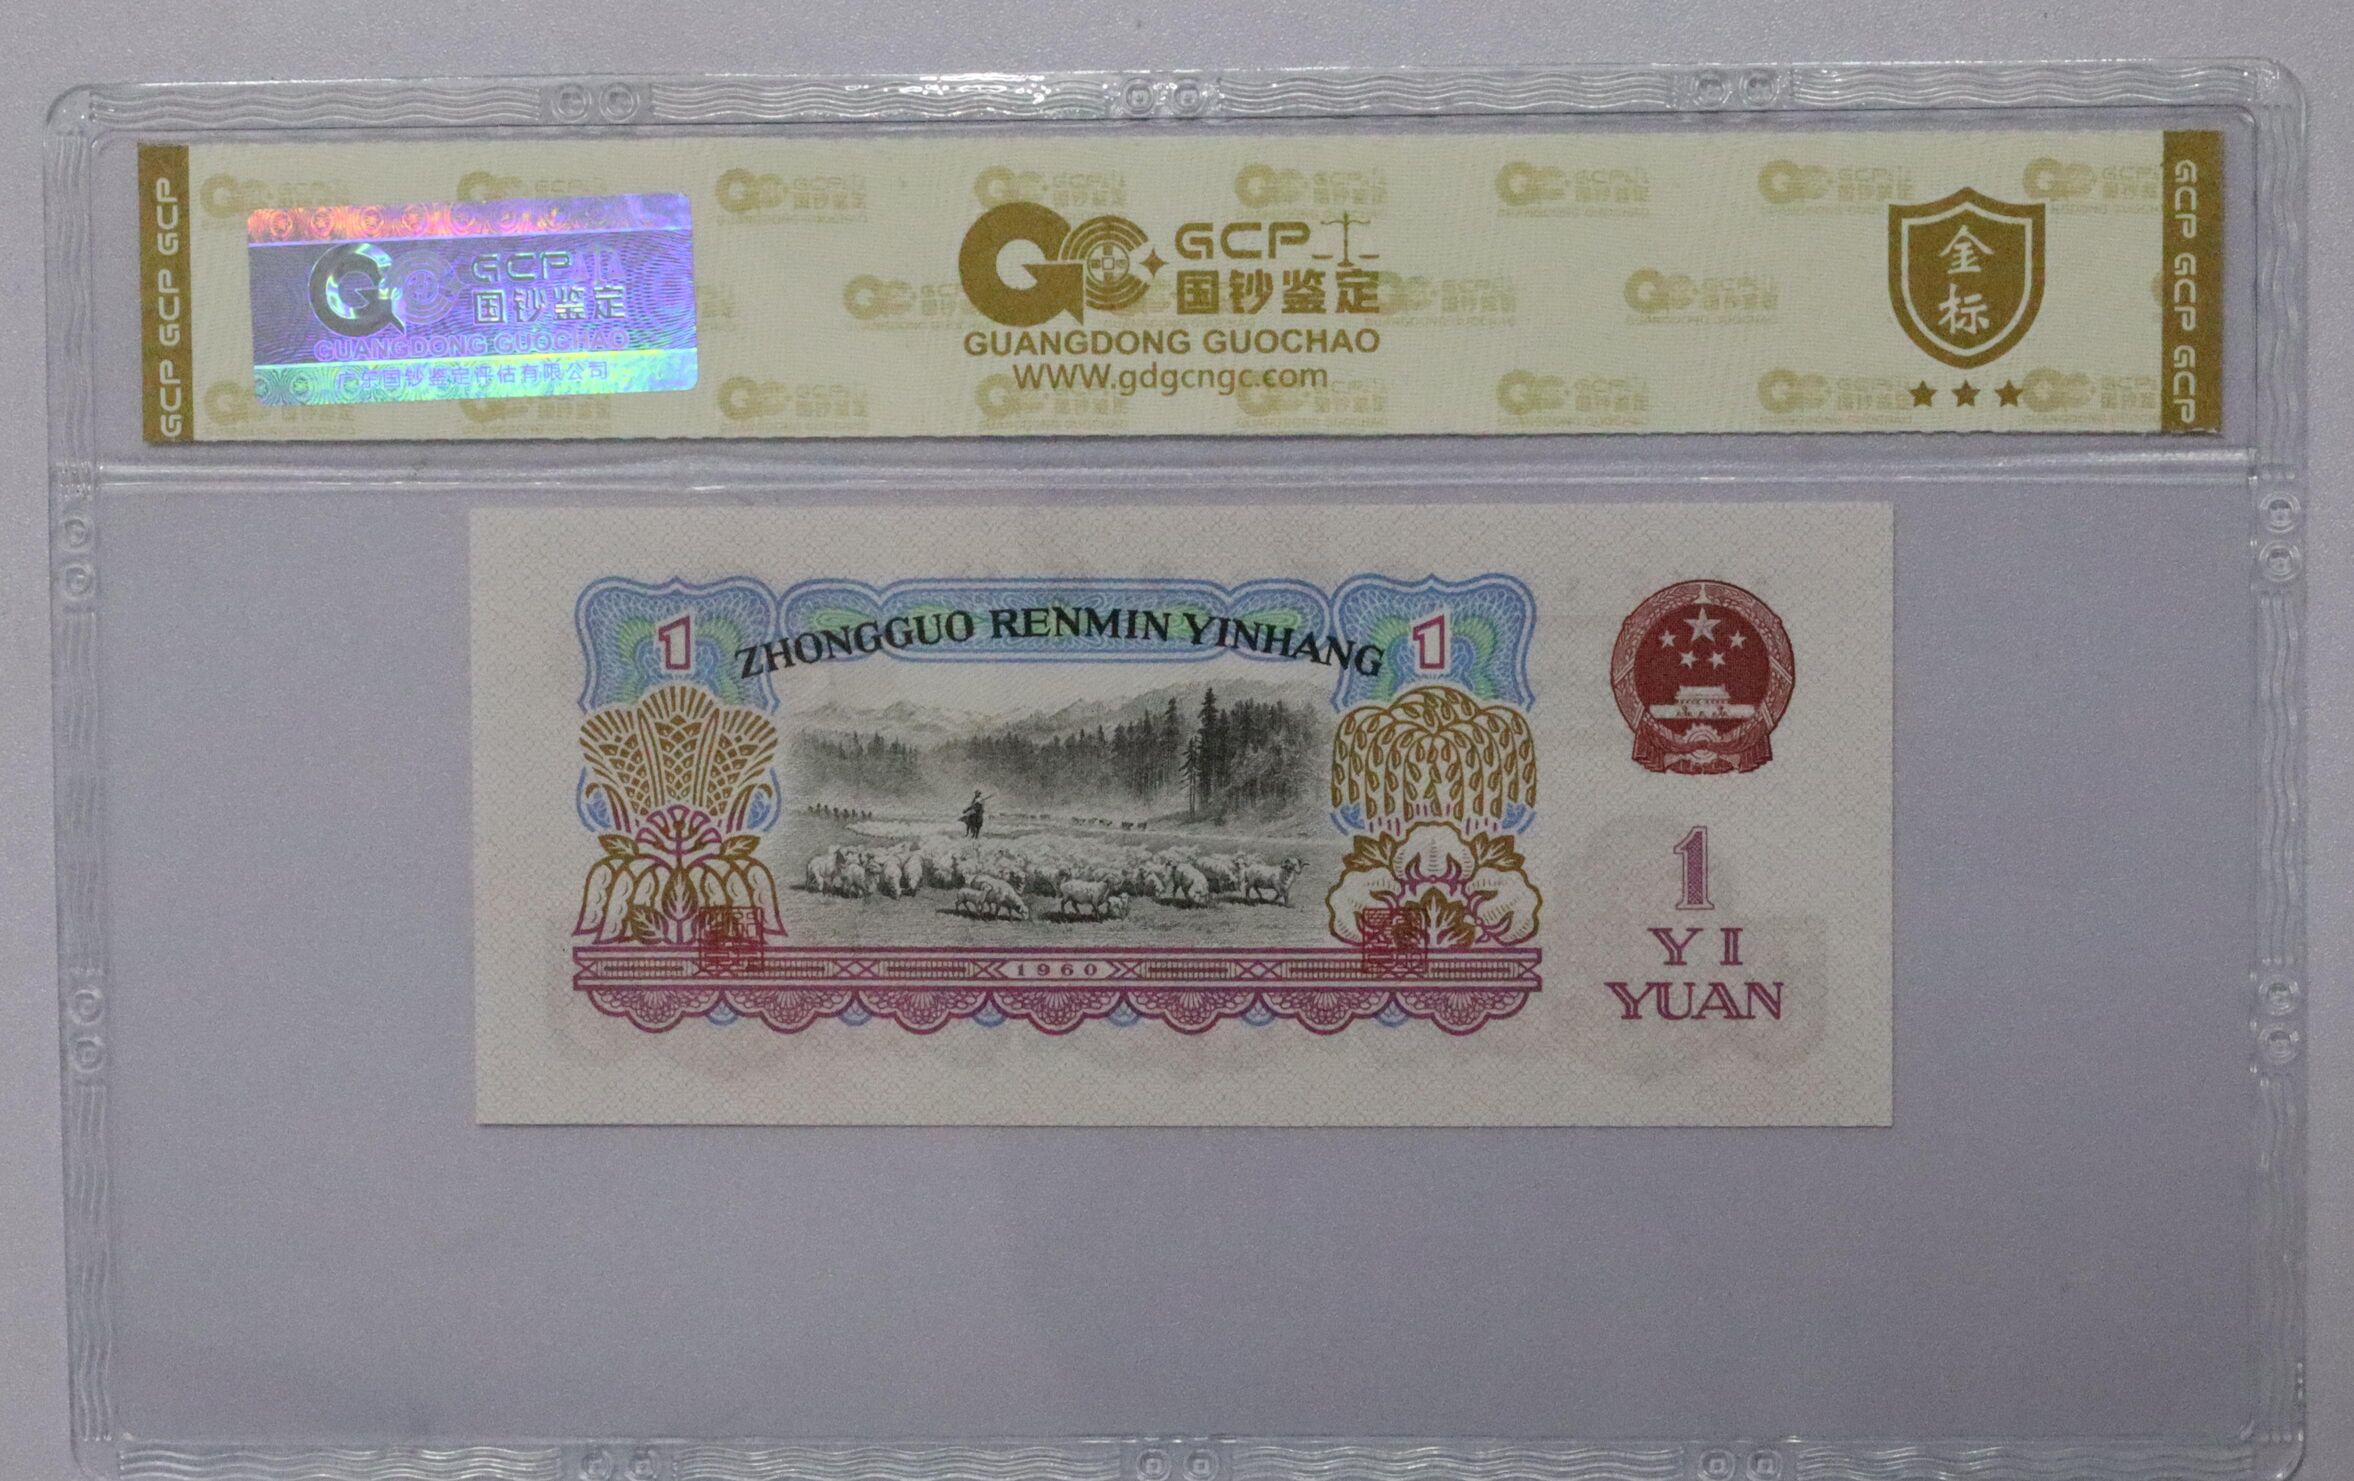 GCP GCP GCP
GCP
国钞鉴定
GUANGDONG GUOCHAO
广东国钞鉴定评估有限公司
GCP
国钞鉴定
GUANGDONG GUOCHAO
www.gdgcngc.com
金
标
GCP GCP GCP
1
ZHONGGUO RENMIN YINHANG
1
1960
1
YI
YUAN